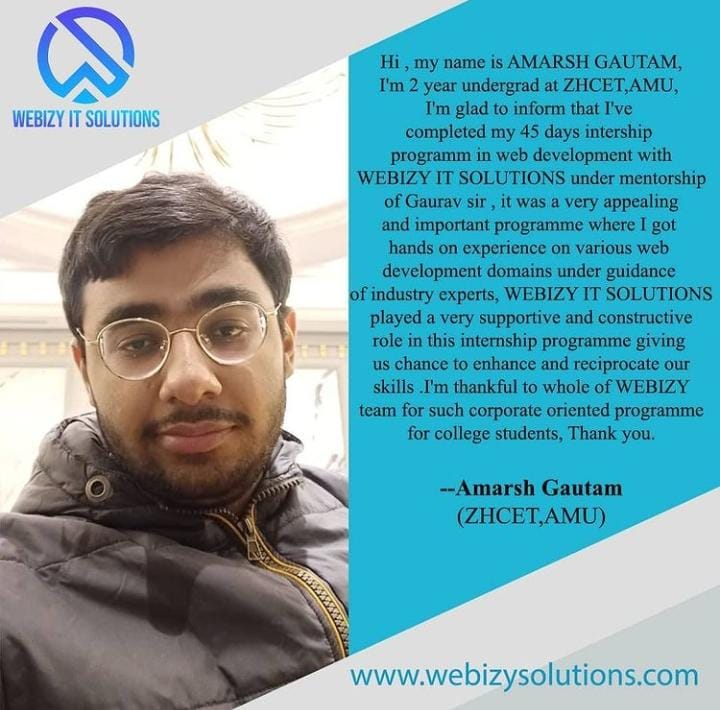 WEBIZY IT SOLUTIONS
Hi , my name is AMARSH GAUTAM,
I'm 2 year undergrad at ZHCET,AMU,
I'm glad to inform that I've
completed my 45 days intership
programm in web development with
WEBIZY IT SOLUTIONS under mentorship
of Gaurav sir , it was a very appealing
and important programme where I got
hands on experience on various web
development domains under guidance
of industry experts, WEBIZY IT SOLUTIONS
played a very supportive and constructive
role in this internship programme giving
us chance to enhance and reciprocate our
skills .I'm thankful to whole of WEBIZY
team for such corporate oriented programme
for college students, Thank you.
--Amarsh Gautam
(ZHCET,AMU)
www.webizysolutions.com